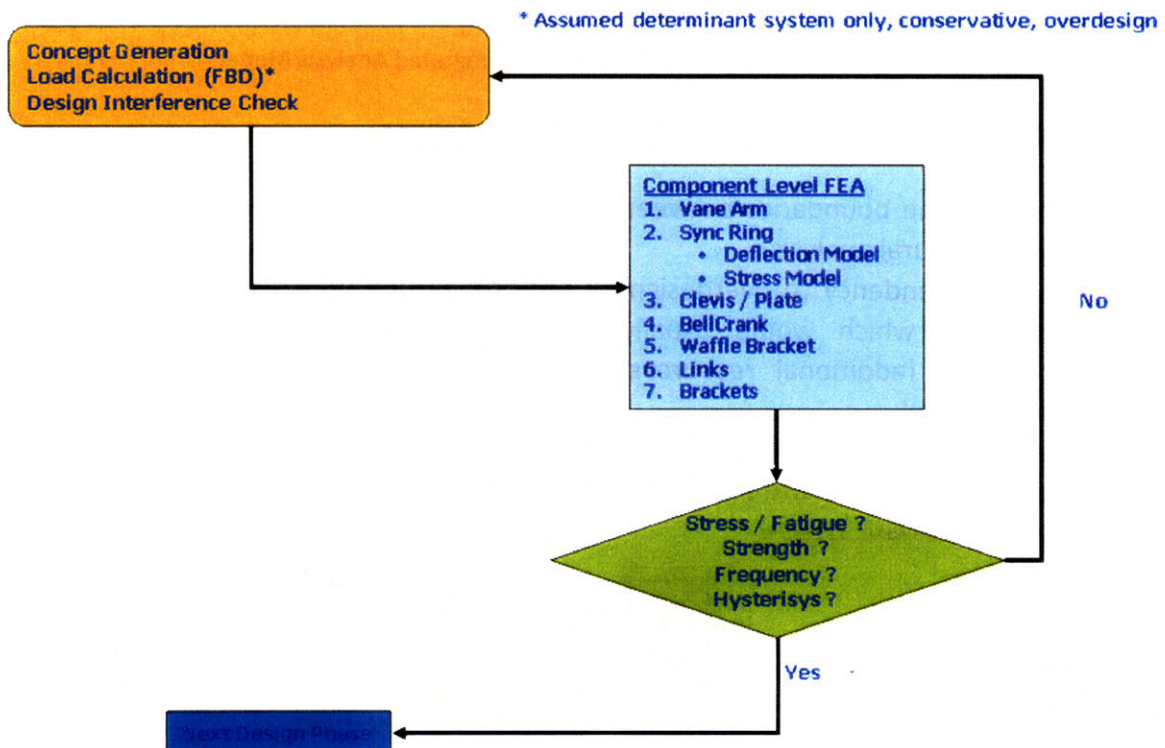 * Assumed determinant system only, conservative, overdesign
Concept Generation
Load Calculation (FBD)*
Design Interference Check
Component Level FEA
1. Vane Arm
2. Sync Ring
• Deflection Model
• Stress Model
3. Clevis / Plate
4. BellCrank
5. Waffle Bracket
6. Links
7. Brackets
No
Stress / Fatigue ?
Strength ?
Frequency ?
Hysterisys ?
Yes
Next Design Phase